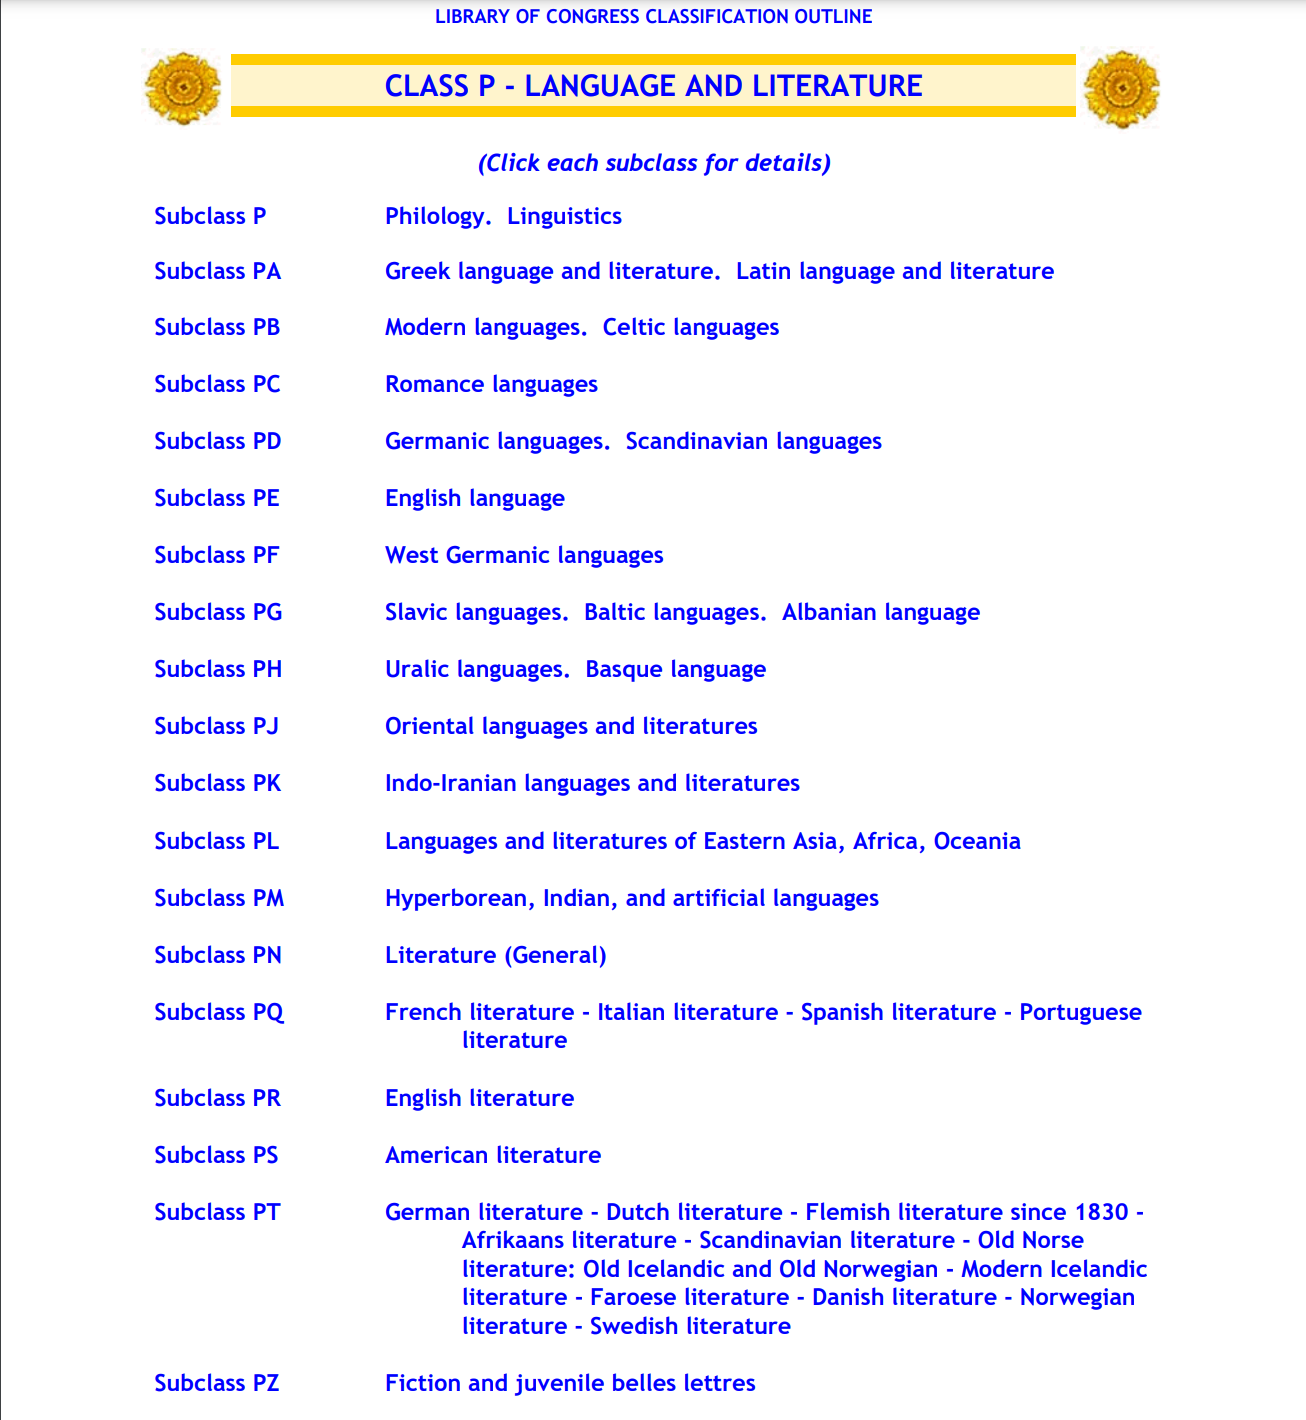 LIBRARY OF CONGRESS CLASSIFICATION OUTLINE
CLASS P - LANGUAGE AND LITERATURE
(Click each subclass for details)
Subclass P Philology. Linguistics
Subclass PA Greek language and literature. Latin language and literature
Subclass PB Modern languages. Celtic languages
Subclass PC Romance languages
Subclass PD Germanic languages. Scandinavian languages
Subclass PE English language
Subclass PF West Germanic languages
Subclass PG Slavic languages. Baltic languages. Albanian language
Subclass PH Uralic languages. Basque language
Subclass PJ Oriental languages and literatures
Subclass PK Indo-Iranian languages and literatures
Subclass PL Languages and literatures of Eastern Asia, Africa, Oceania
Subclass PM Hyperborean, Indian, and artificial languages
Subclass PN Literature (General)
Subclass PQ French literature - Italian literature - Spanish literature - Portuguese
literature
Subclass PR English literature
Subclass PS American literature
Subclass PT German literature - Dutch literature - Flemish literature since 1830 -
Afrikaans literature - Scandinavian literature - Old Norse
literature: Old Icelandic and Old Norwegian - Modern Icelandic
literature - Faroese literature - Danish literature - Norwegian
literature - Swedish literature
Subclass PZ Fiction and juvenile belles lettres